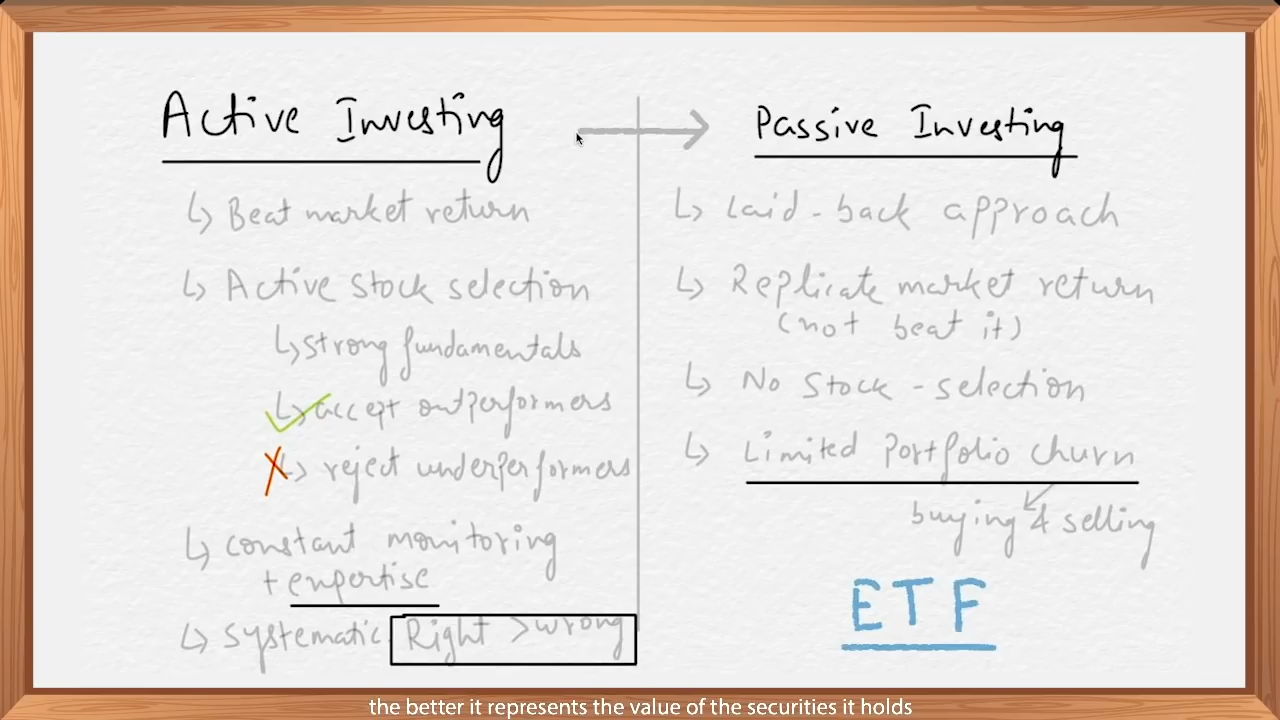 Active Investing
↳ Beat market return
↳ Active stock selection
↳ strong fundamentals
↳ accept outperformers
↳ reject underperformers
↳ constant monitoring
+ expertise
↳ systematic Right > wrong
Passive Investing
↳ Laid-back approach
↳ Replicate market return
(not beat it)
↳ No Stock-selection
↳ Limited Portfolio churn
buying & selling
ETF
the better it represents the value of the securities it holds